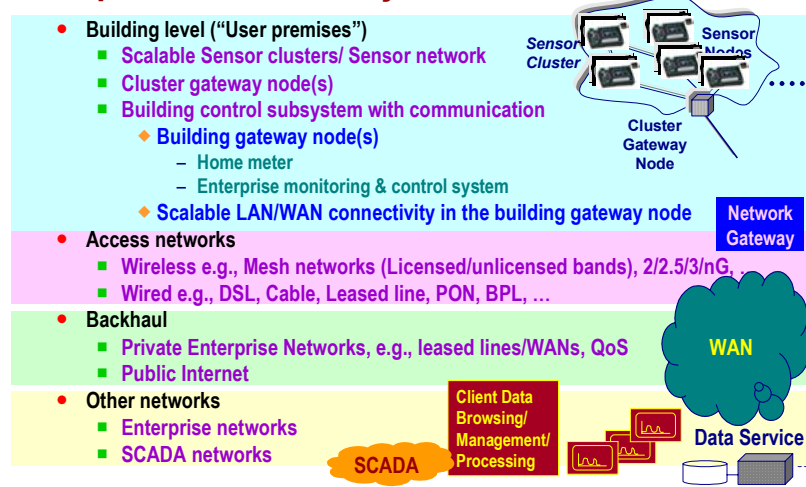 Building level (“User premises”)
Scalable Sensor clusters/ Sensor network
Cluster gateway node(s)
Building control subsystem with communication
Building gateway node(s)
– Home meter
– Enterprise monitoring & control system
Scalable LAN/WAN connectivity in the building gateway node
Sensor
Cluster
Sensor
Nodes
Cluster
Gateway
Node
Network
Gateway
Access networks
Wireless e.g., Mesh networks (Licensed/unlicensed bands), 2/2.5/3/nG, ..
Wired e.g., DSL, Cable, Leased line, PON, BPL, …
Backhaul
Private Enterprise Networks, e.g., leased lines/WANs, QoS
Public Internet
WAN
Other networks
Enterprise networks
SCADA networks
SCADA
Client Data
Browsing/
Management/
Processing
Data Service